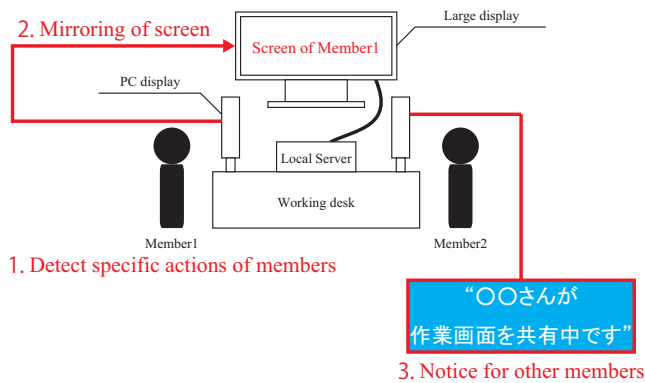 2. Mirroring of screen
Large display
Screen of Member1
PC display
Local Server
Working desk
Member1
Member2
1. Detect specific actions of members
“〇〇さんが
作業画面を共有中です”
3. Notice for other members